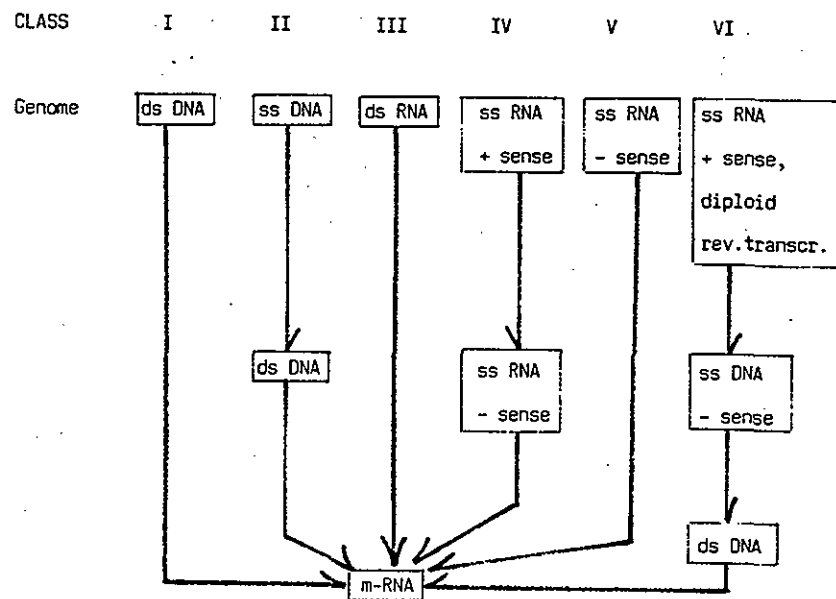 CLASS I II III IV V VI
Genome ds DNA ss DNA ds RNA ss RNA ss RNA ss RNA
+ sense - sense + sense,
diploid
rev.transcr.
ds DNA ss RNA ss DNA
- sense - sense
ds DNA
m-RNA